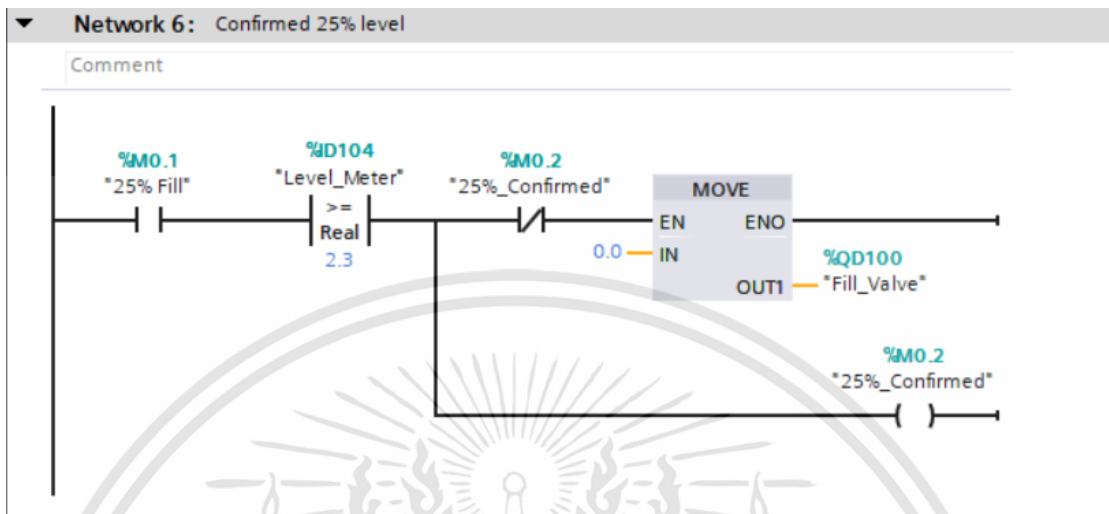 Network 6: Confirmed 25% level
Comment
%M0.1
"25% Fill"
%ID104
"Level_Meter"
>=
Real
2.3
%M0.2
"25%_Confirmed"
MOVE
EN ENO
0.0 IN
OUT1
%QD100
"Fill_Valve"
%M0.2
"25%_Confirmed"